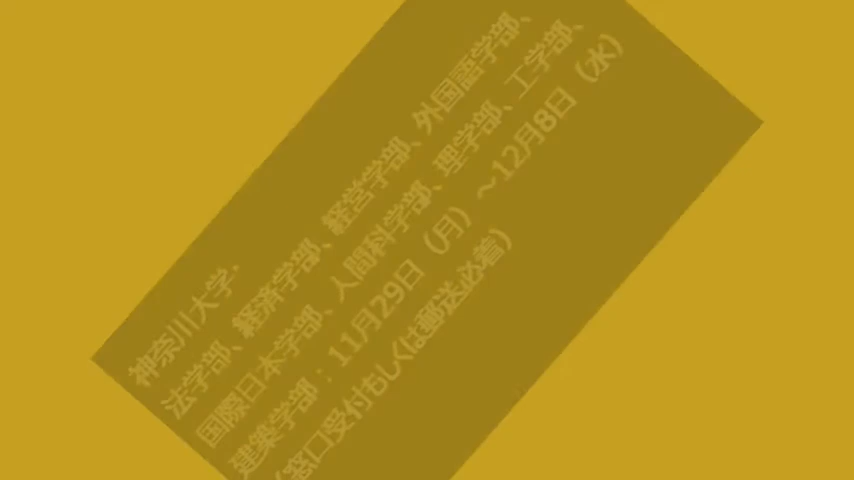 神奈川大学.
法学部、経済学部、経営学部、外国語学部、
国際日本学部、人間科学部、理学部、工学部、
建築学部；11月29日（月）～12月8日（水）
（窓口受付もしくは郵送必着）